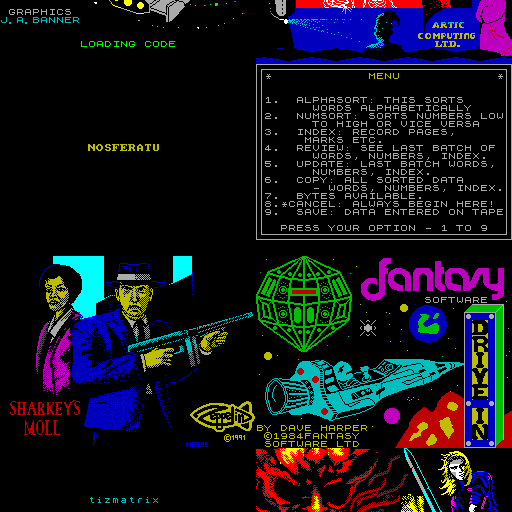 GRAPHICS
J.A. BANNER
LOADING CODE
NOSFERATU
ARTIC
COMPUTING
LTD.
* MENU *
1. ALPHASORT: THIS SORTS
WORDS ALPHABETICALLY
2. NUMSORT: SORTS NUMBERS LOW
TO HIGH OR VICE VERSA
3. INDEX: RECORD PAGES,
MARKS ETC.
4. REVIEW: SEE LAST BATCH OF
WORDS, NUMBERS, INDEX.
5. UPDATE: LAST BATCH WORDS,
NUMBERS, INDEX.
6. COPY: ALL SORTED DATA
- WORDS, NUMBERS, INDEX.
7. BYTES AVAILABLE.
8.*CANCEL: ALWAYS BEGIN HERE!
9. SAVE: DATA ENTERED ON TAPE
PRESS YOUR OPTION - 1 TO 9
SHARKEY'S
MOLL
Zeppelin
©1991
tizmatrix
fantasy
SOFTWARE
DRIVE IN
BY DAVE HARPER
©1984FANTASY
SOFTWARE LTD